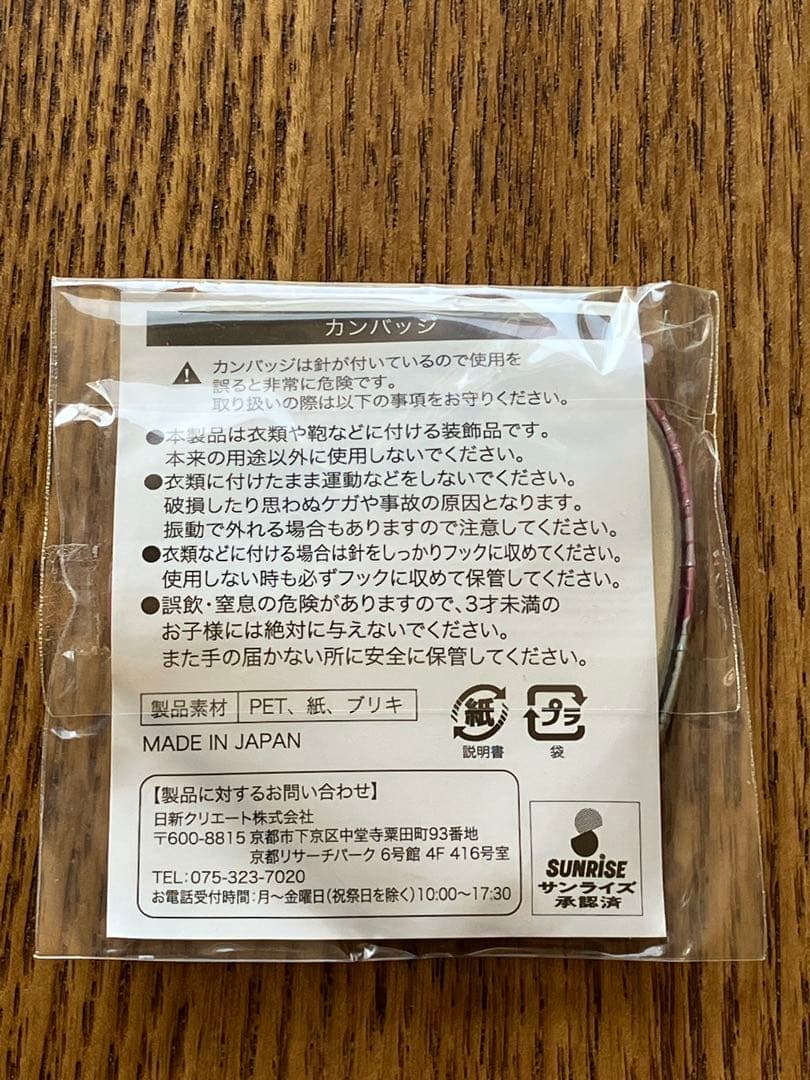 カンバッジ
カンバッジは針が付いているので使用を
誤ると非常に危険です。
取り扱いの際は以下の事項をお守りください。
●本製品は衣類や鞄などに付ける装飾品です。
本来の用途以外に使用しないでください。
●衣類に付けたまま運動などをしないでください。
破損したり思わぬケガや事故の原因となります。
振動で外れる場合もありますので注意してください。
●衣類などに付ける場合は針をしっかりフックに収めてください。
使用しない時も必ずフックに収めて保管してください。
●誤飲・窒息の危険がありますので、3才未満の
お子様には絶対に与えないでください。
また手の届かない所に安全に保管してください。
製品素材 PET、紙、ブリキ
MADE IN JAPAN
紙
説明書
プラ
袋
【製品に対するお問い合わせ】
日新クリエート株式会社
〒600-8815 京都市下京区中堂寺粟田町93番地
京都リサーチパーク 6号館 4F 416号室
TEL:075-323-7020
お電話受付時間:月〜金曜日(祝祭日を除く)10:00〜17:30
SUNRiSE
サンライズ
承認済